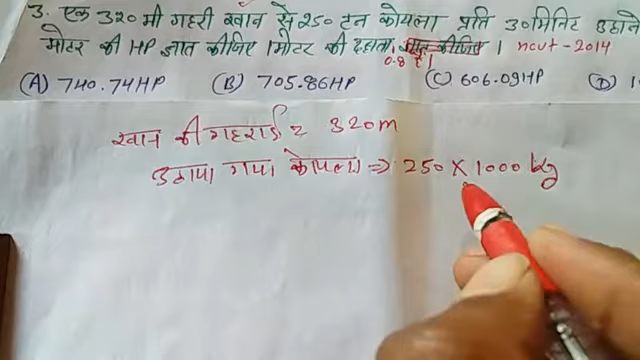 3. एक 320 मी गहरी खान से 250 टन कोयला प्रति 30 मिनिट उठाने
मोटर की HP ज्ञात कीजिए । मोटर की दक्षता 0.8 है । ncvt - 2014
(A) 740.74HP (B) 705.86HP (C) 606.09HP (D)
खान की गहराई = 320m
उठाया गया कोयला ⇒ 250 × 1000 kg